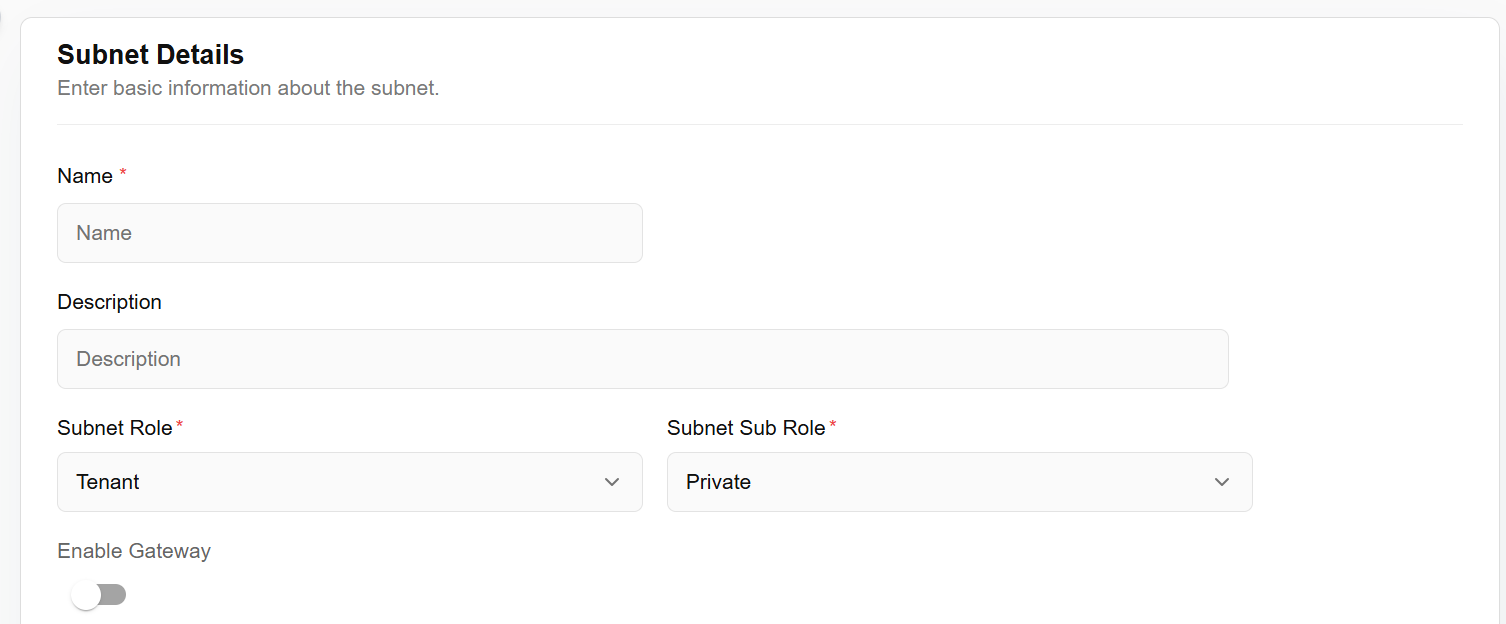 Subnet Details
Enter basic information about the subnet.
Name *
Name
Description
Description
Subnet Role * Subnet Sub Role *
Tenant Private
Enable Gateway